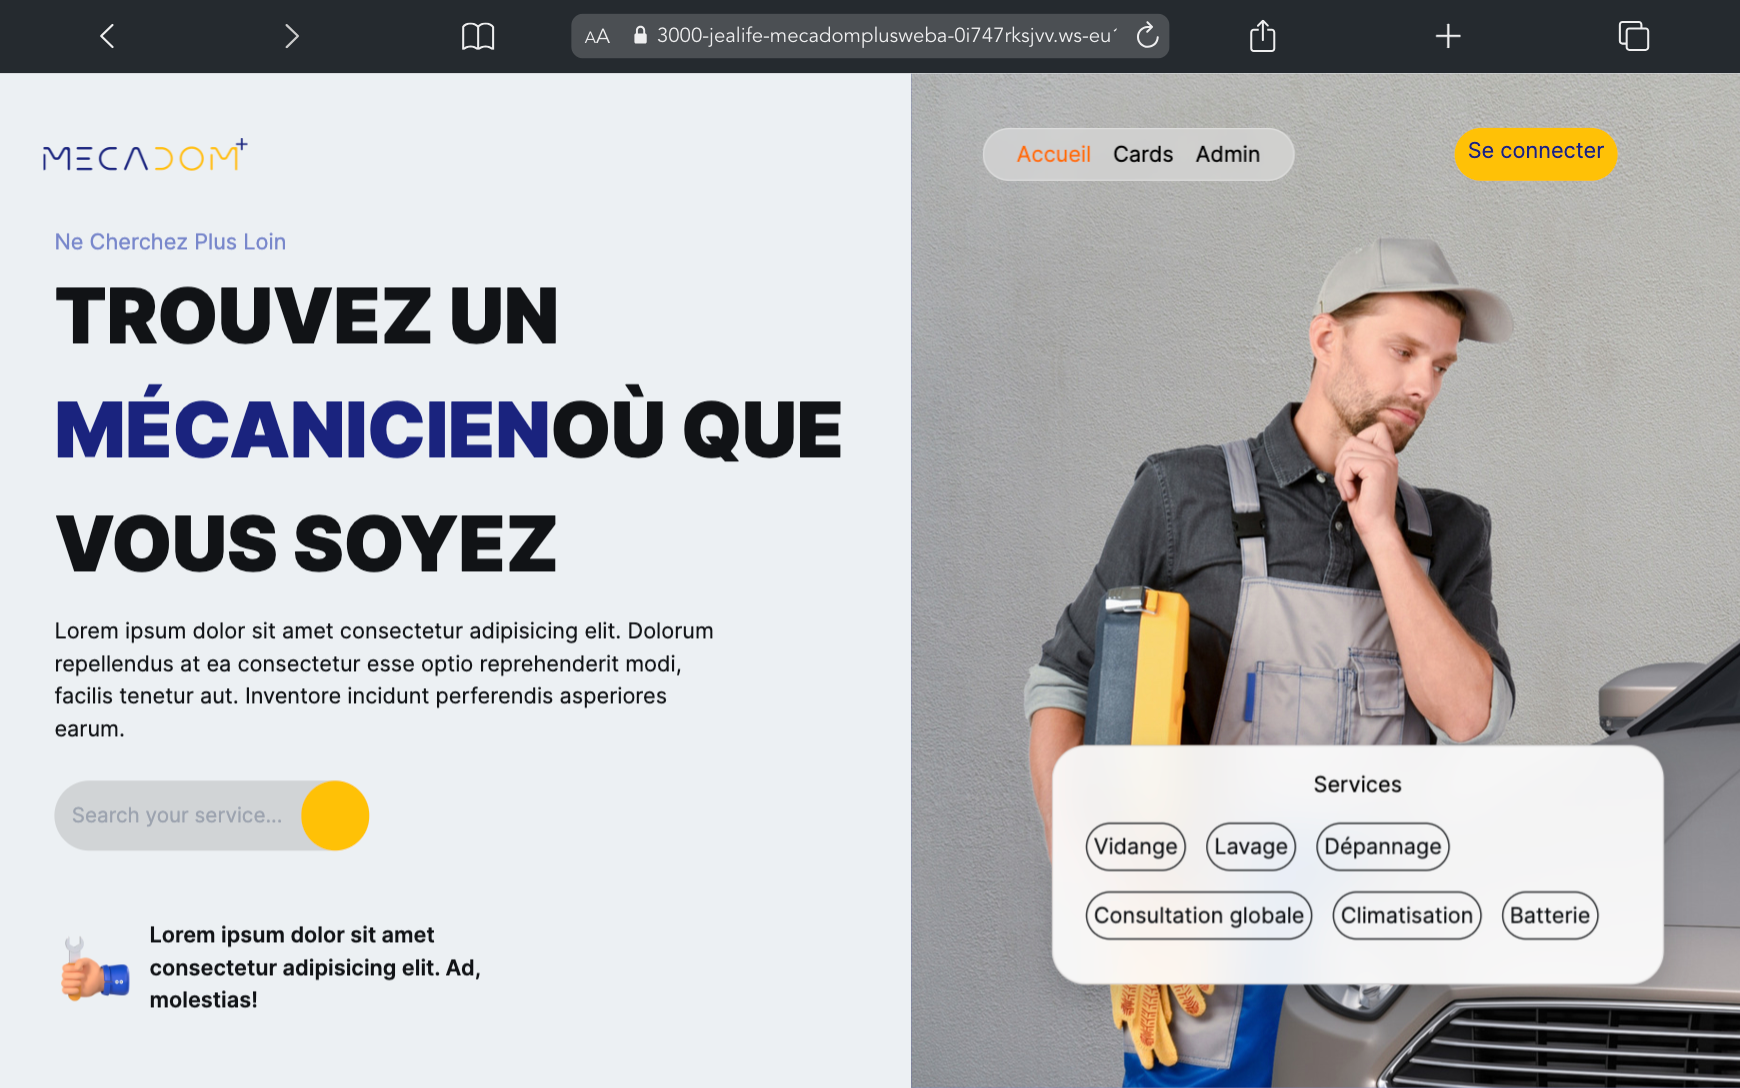 AA 3000-jealife-mecadomplusweba-0i747rksjvv.ws-eu
MECADOM+
Accueil Cards Admin
Se connecter
Ne Cherchez Plus Loin
TROUVEZ UN
MÉCANICIENOÙ QUE
VOUS SOYEZ
Lorem ipsum dolor sit amet consectetur adipisicing elit. Dolorum
repellendus at ea consectetur esse optio reprehenderit modi,
facilis tenetur aut. Inventore incidunt perferendis asperiores
earum.
Search your service...
Lorem ipsum dolor sit amet
consectetur adipisicing elit. Ad,
molestias!
Services
Vidange Lavage Dépannage
Consultation globale Climatisation Batterie